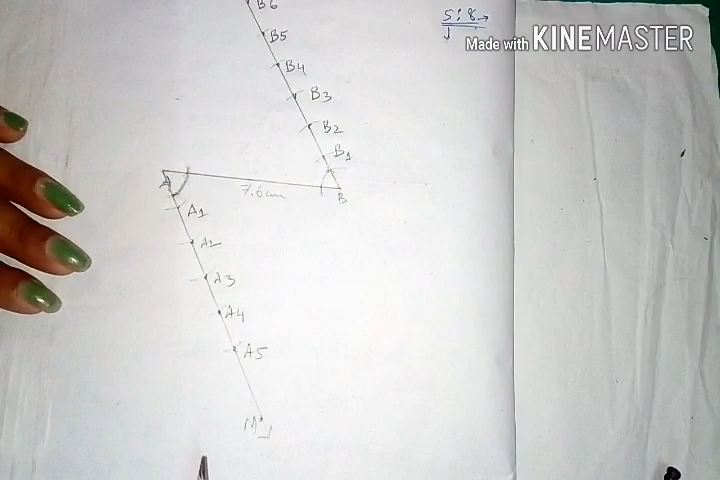 B6
5:8
Made with KINEMASTER
B5
B4
B3
B2
B1
A
7.6cm
B
A1
A2
A3
A4
A5
M